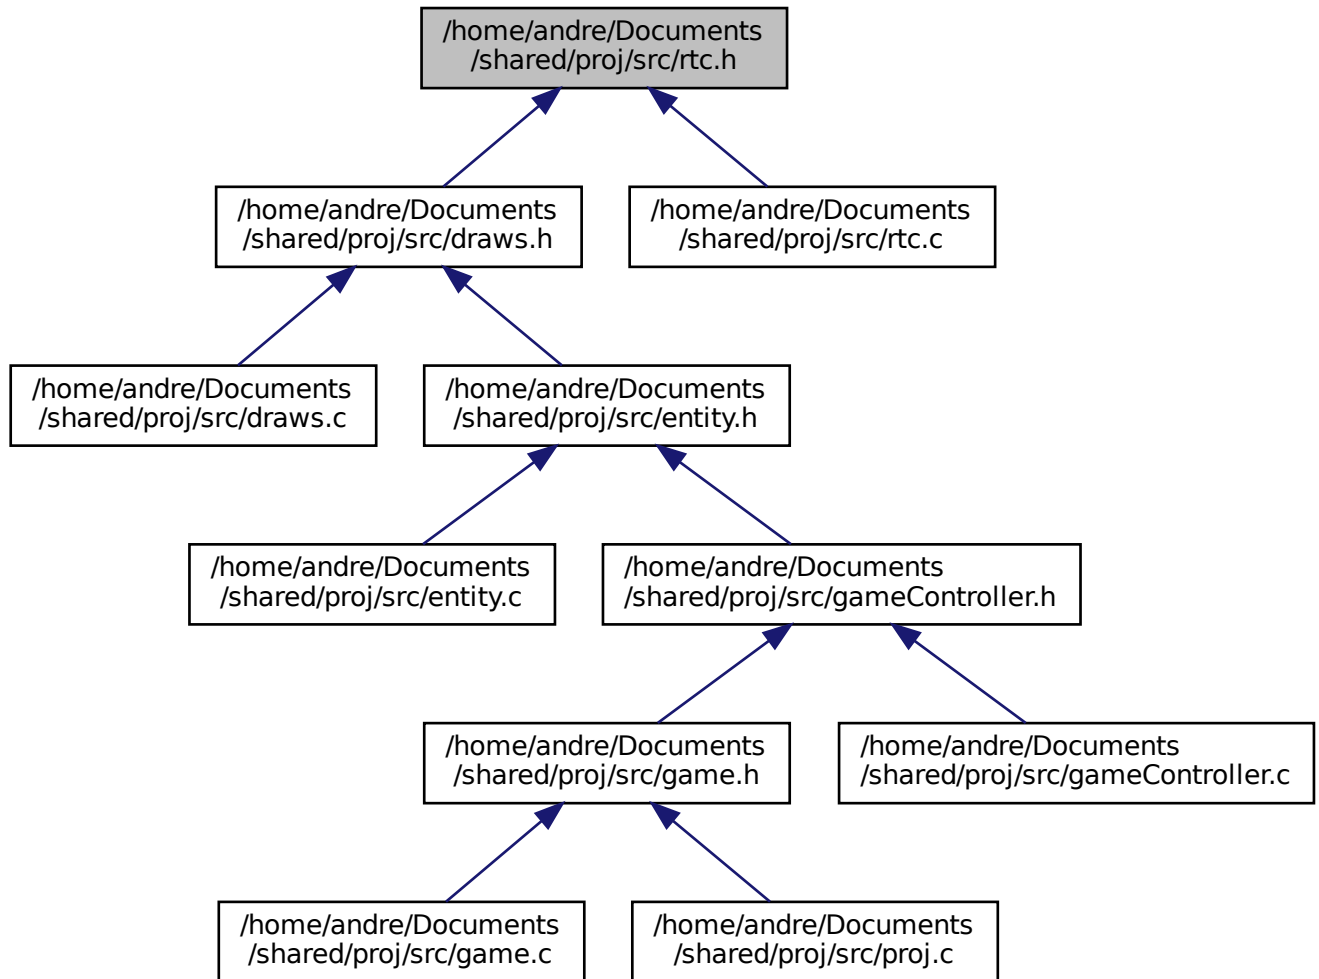 /home/andre/Documents
/shared/proj/src/rtc.h
/home/andre/Documents
/shared/proj/src/draws.h
/home/andre/Documents
/shared/proj/src/rtc.c
/home/andre/Documents
/shared/proj/src/draws.c
/home/andre/Documents
/shared/proj/src/entity.h
/home/andre/Documents
/shared/proj/src/entity.c
/home/andre/Documents
/shared/proj/src/gameController.h
/home/andre/Documents
/shared/proj/src/game.h
/home/andre/Documents
/shared/proj/src/gameController.c
/home/andre/Documents
/shared/proj/src/game.c
/home/andre/Documents
/shared/proj/src/proj.c